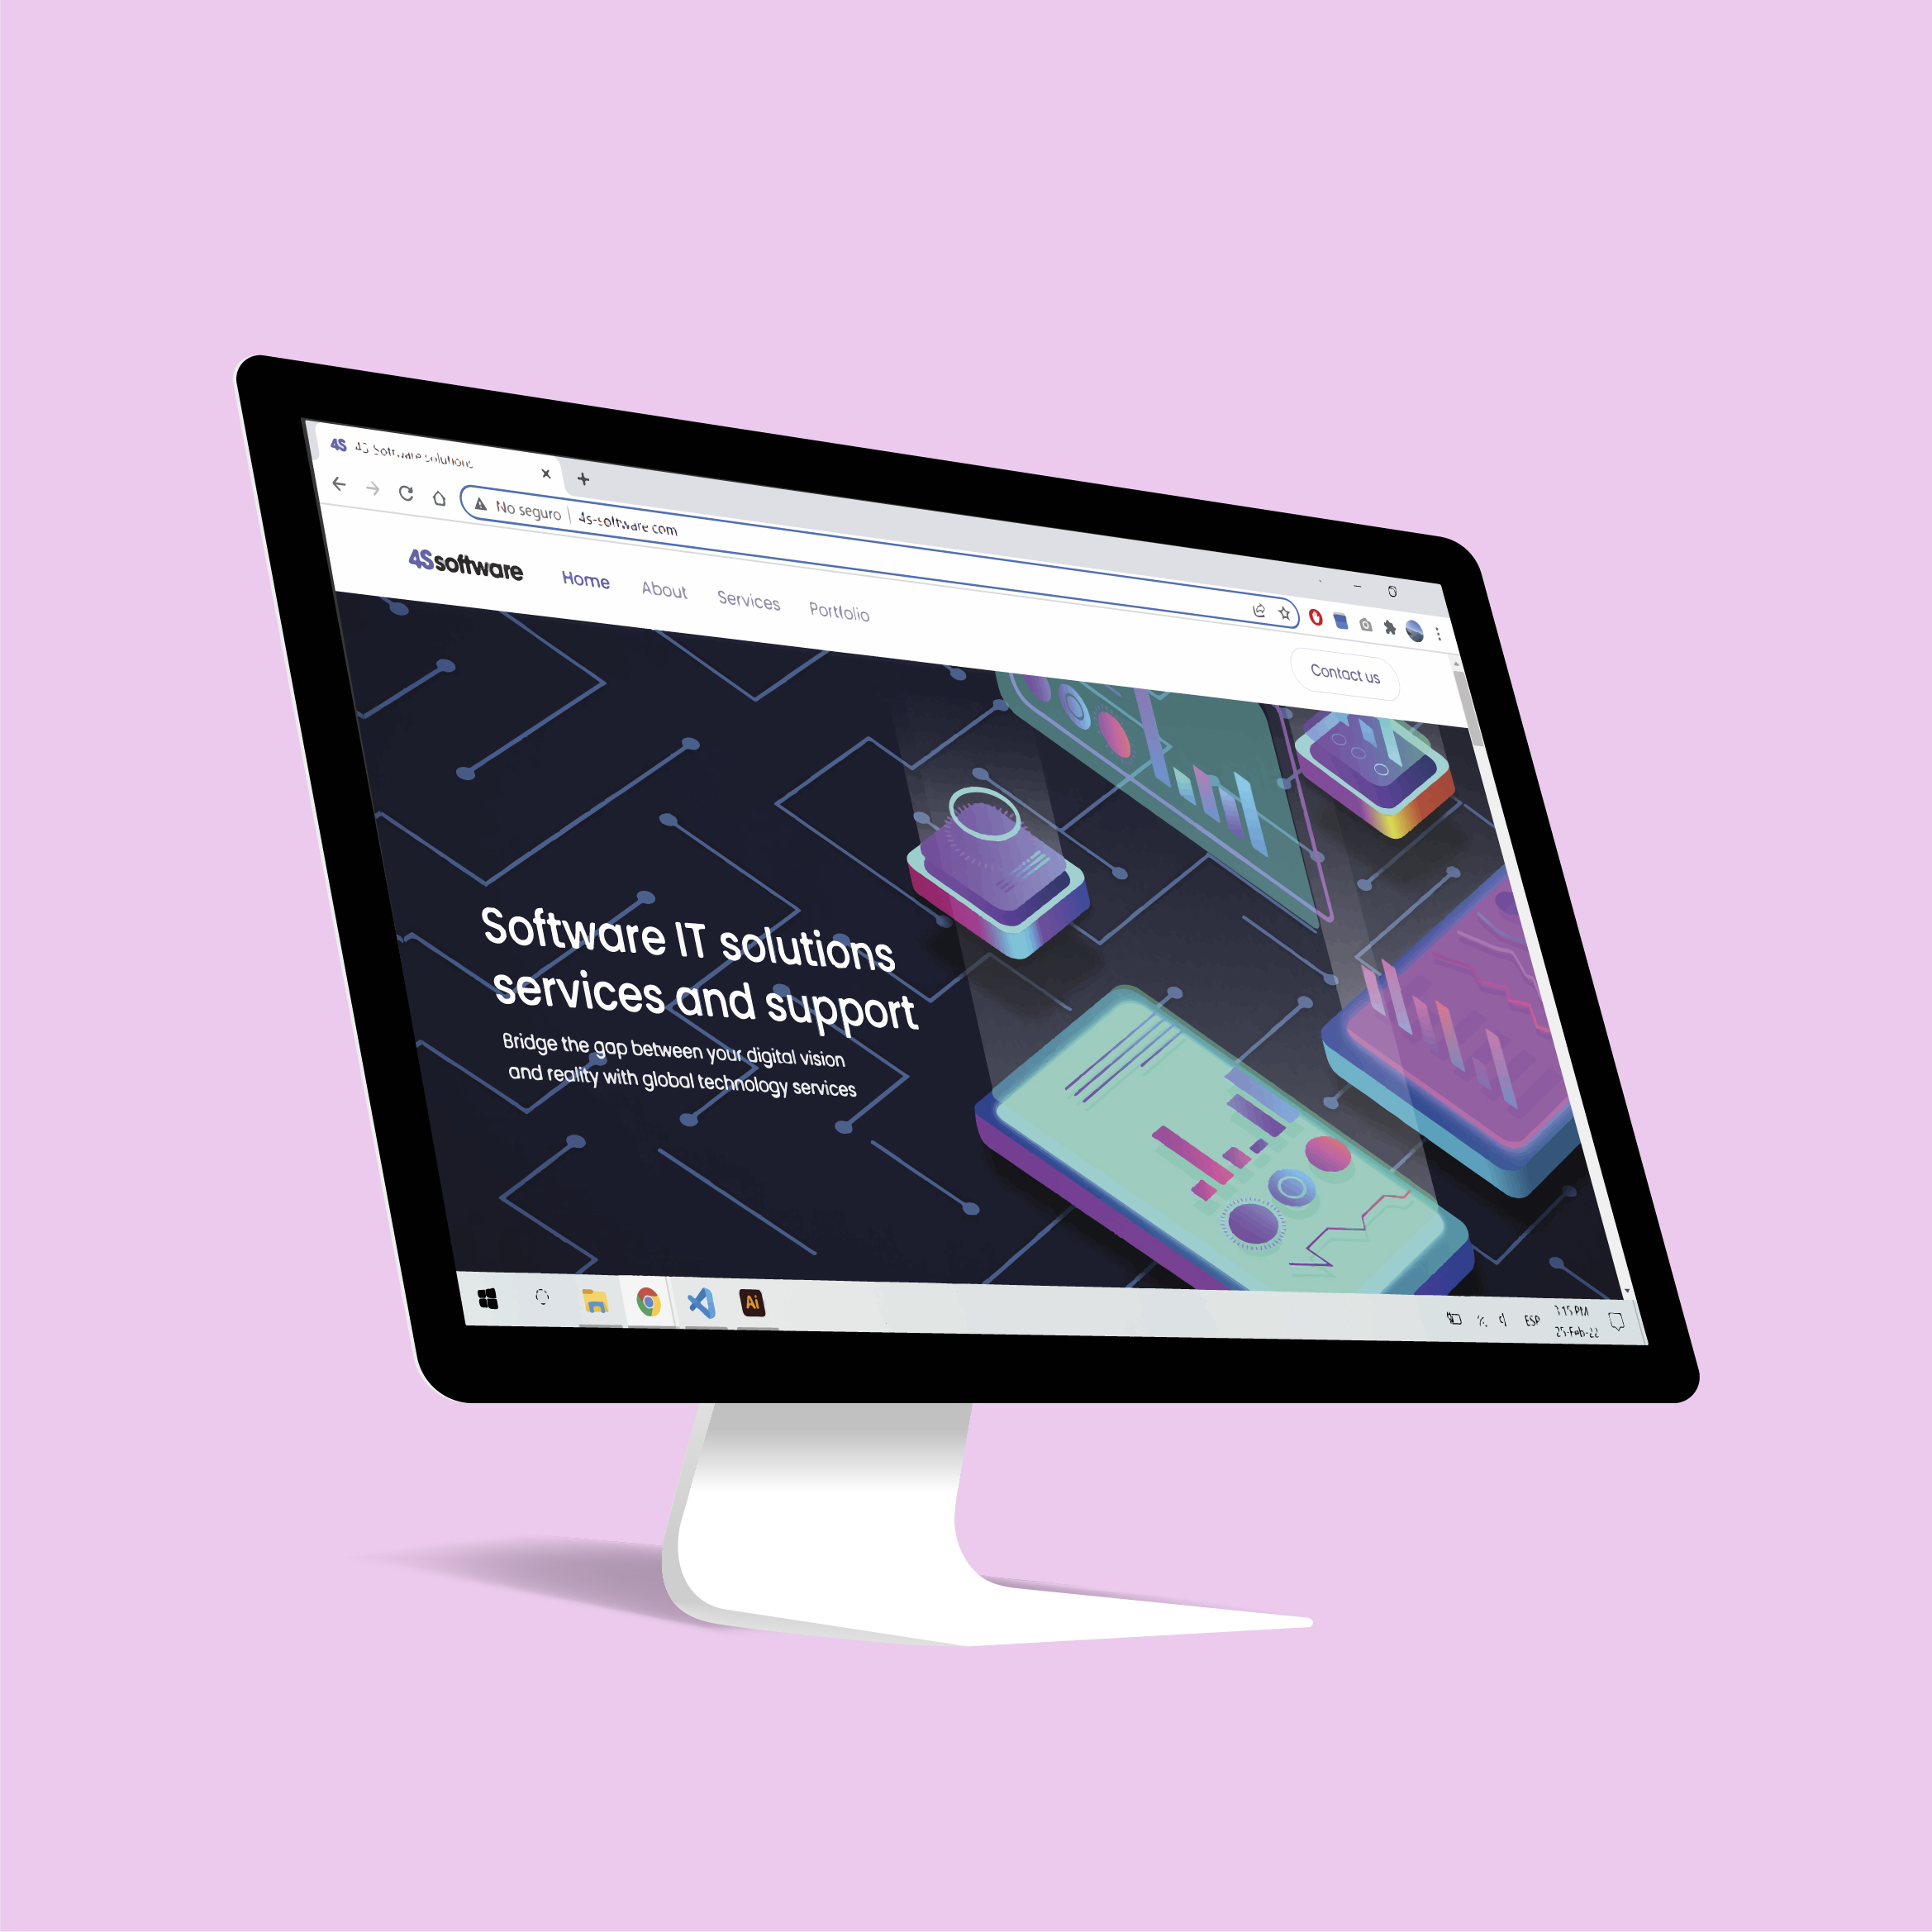 4S 4S Software solutions
No seguro | 4s-software.com
4Ssoftware Home About Services Portfolio
Contact us
Software IT solutions
services and support
Bridge the gap between your digital vision
and reality with global technology services
Ai
ESP
3:15 PM
25-Feb-22